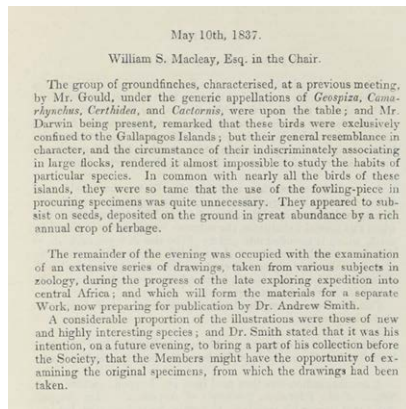 May 10th, 1837.
William S. Macleay, Esq. in the Chair.
The group of groundfinches, characterised, at a previous meeting,
by Mr. Gould, under the generic appellations of Geospiza, Cama-
rhynchus, Certhidea, and Cactornis, were upon the table; and Mr.
Darwin being present, remarked that these birds were exclusively
confined to the Gallapagos Islands; but their general resemblance in
character, and the circumstance of their indiscriminately associating
in large flocks, rendered it almost impossible to study the habits of
particular species. In common with nearly all the birds of these
islands, they were so tame that the use of the fowling-piece in
procuring specimens was quite unnecessary. They appeared to sub-
sist on seeds, deposited on the ground in great abundance by a rich
annual crop of herbage.
The remainder of the evening was occupied with the examination
of an extensive series of drawings, taken from various subjects in
zoology, during the progress of the late exploring expedition into
central Africa; and which will form the materials for a separate
Work, now preparing for publication by Dr. Andrew Smith.
A considerable proportion of the illustrations were those of new
and highly interesting species; and Dr. Smith stated that it was his
intention, on a future evening, to bring a part of his collection before
the Society, that the Members might have the opportunity of ex-
amining the original specimens, from which the drawings had been
taken.